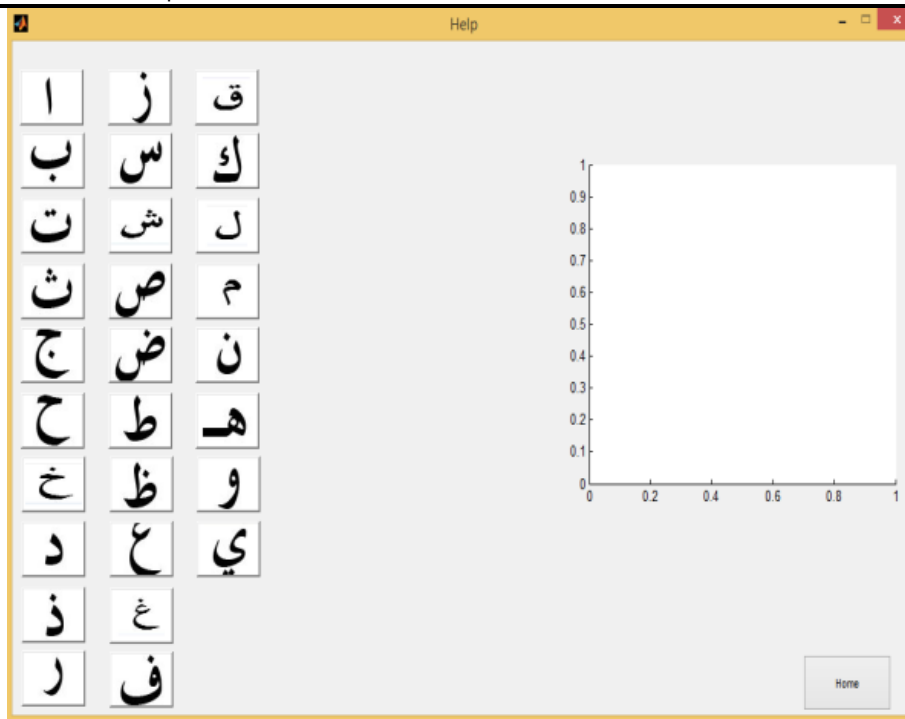 Help
ا ز ق
ب س ك
ت ش ل
ث ص م
ج ض ن
ح ط هـ
خ ظ و
د ع ي
ذ غ
ر ف
1
0.9
0.8
0.7
0.6
0.5
0.4
0.3
0.2
0.1
0
0 0.2 0.4 0.6 0.8 1
Home